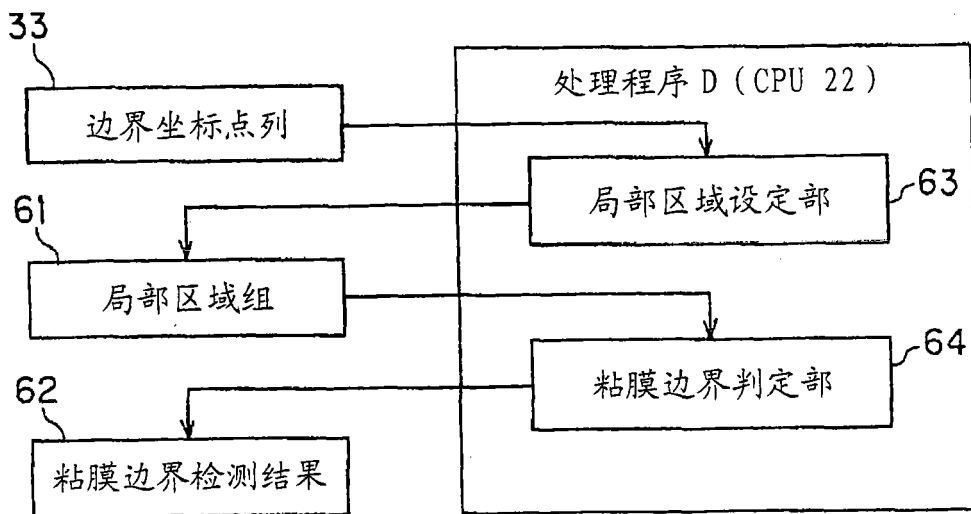 33
处理程序 D (CPU 22)
边界坐标点列
63
局部区域设定部
61
局部区域组
64
粘膜边界判定部
62
粘膜边界检测结果